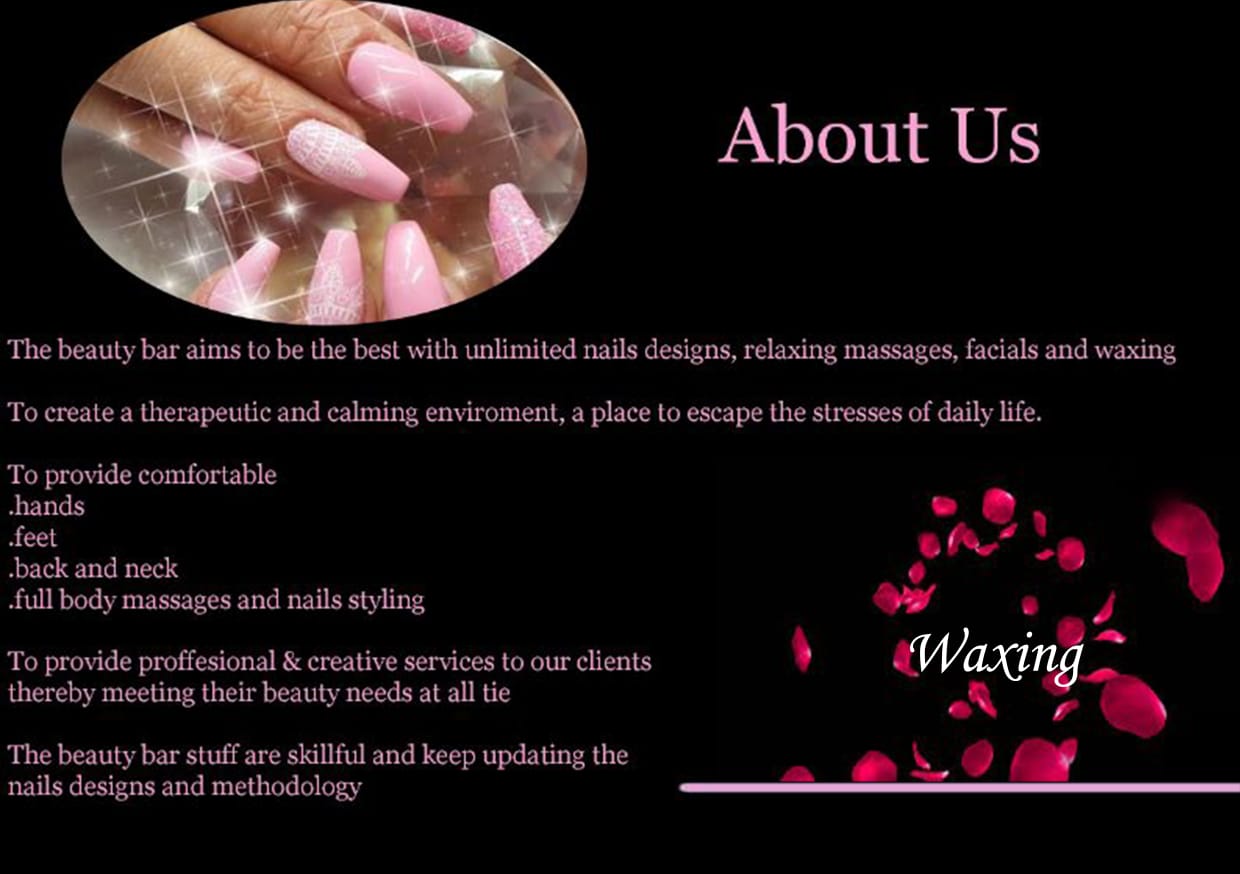 About Us
The beauty bar aims to be the best with unlimited nails designs, relaxing massages, facials and waxing
To create a therapeutic and calming enviroment, a place to escape the stresses of daily life.
To provide comfortable
.hands
.feet
.back and neck
.full body massages and nails styling
To provide proffesional & creative services to our clients
thereby meeting their beauty needs at all tie
The beauty bar stuff are skillful and keep updating the
nails designs and methodology
Waxing